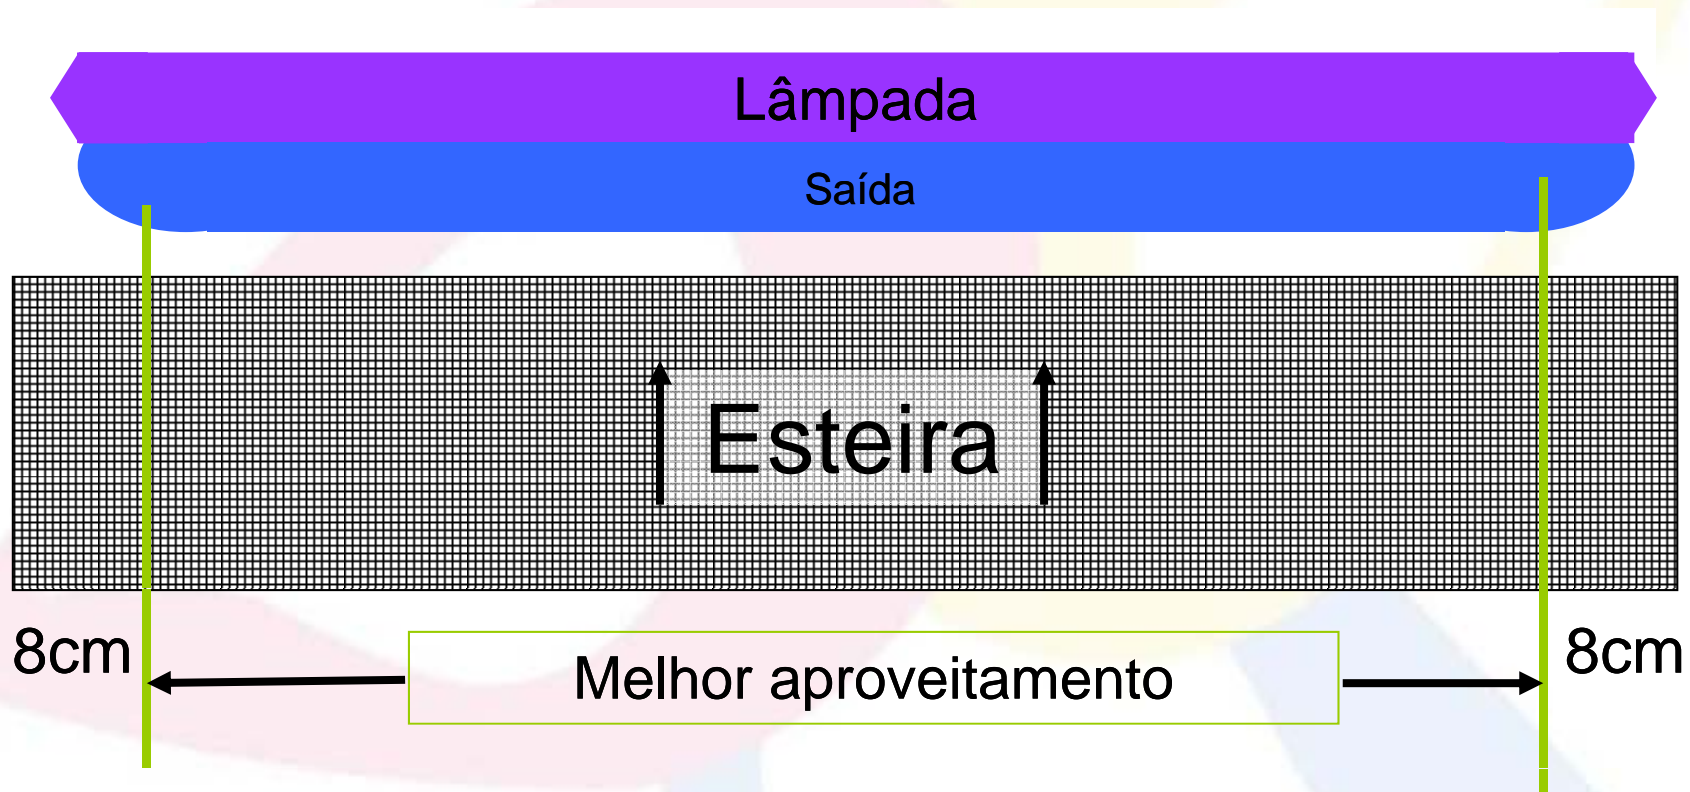 Lâmpada
Saída
Esteira
8cm
Melhor aproveitamento
8cm